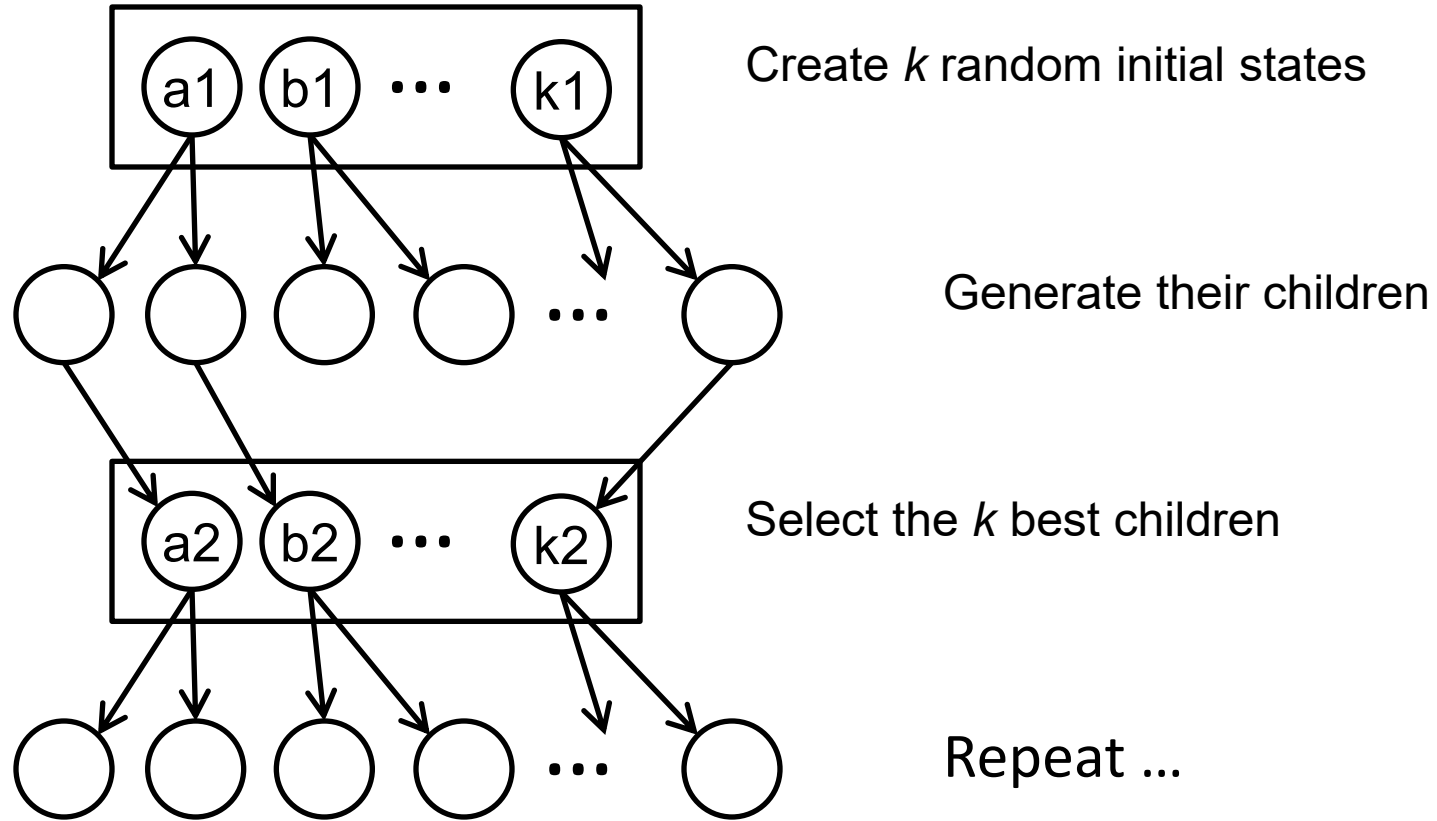 a1 b1 ... k1
Create k random initial states
... Generate their children
a2 b2 ... k2
Select the k best children
... Repeat ...